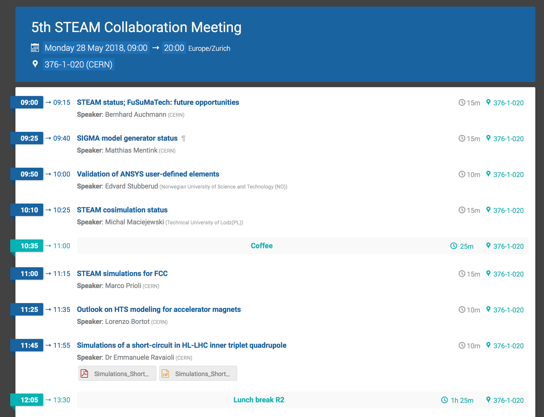 5th STEAM Collaboration Meeting
Monday 28 May 2018, 09:00 → 20:00 Europe/Zurich
376-1-020 (CERN)
09:00 → 09:15 STEAM status; FuSuMaTech: future opportunities 15m 376-1-020
Speaker: Bernhard Auchmann (CERN)
09:25 → 09:40 SIGMA model generator status ¶ 15m 376-1-020
Speaker: Matthias Mentink (CERN)
09:50 → 10:00 Validation of ANSYS user-defined elements 10m 376-1-020
Speaker: Edvard Stubberud (Norwegian University of Science and Technology (NO))
10:10 → 10:25 STEAM cosimulation status 15m 376-1-020
Speaker: Michal Maciejewski (Technical University of Lodz(PL))
10:35 → 11:00 Coffee 25m 376-1-020
11:00 → 11:15 STEAM simulations for FCC 15m 376-1-020
Speaker: Marco Prioli (CERN)
11:25 → 11:35 Outlook on HTS modeling for accelerator magnets 10m 376-1-020
Speaker: Lorenzo Bortot (CERN)
11:45 → 11:55 Simulations of a short-circuit in HL-LHC inner triplet quadrupole 10m 376-1-020
Speaker: Dr Emmanuele Ravaioli (CERN)
Simulations_Short_... Simulations_Short_...
12:05 → 13:30 Lunch break R2 1h 25m 376-1-020